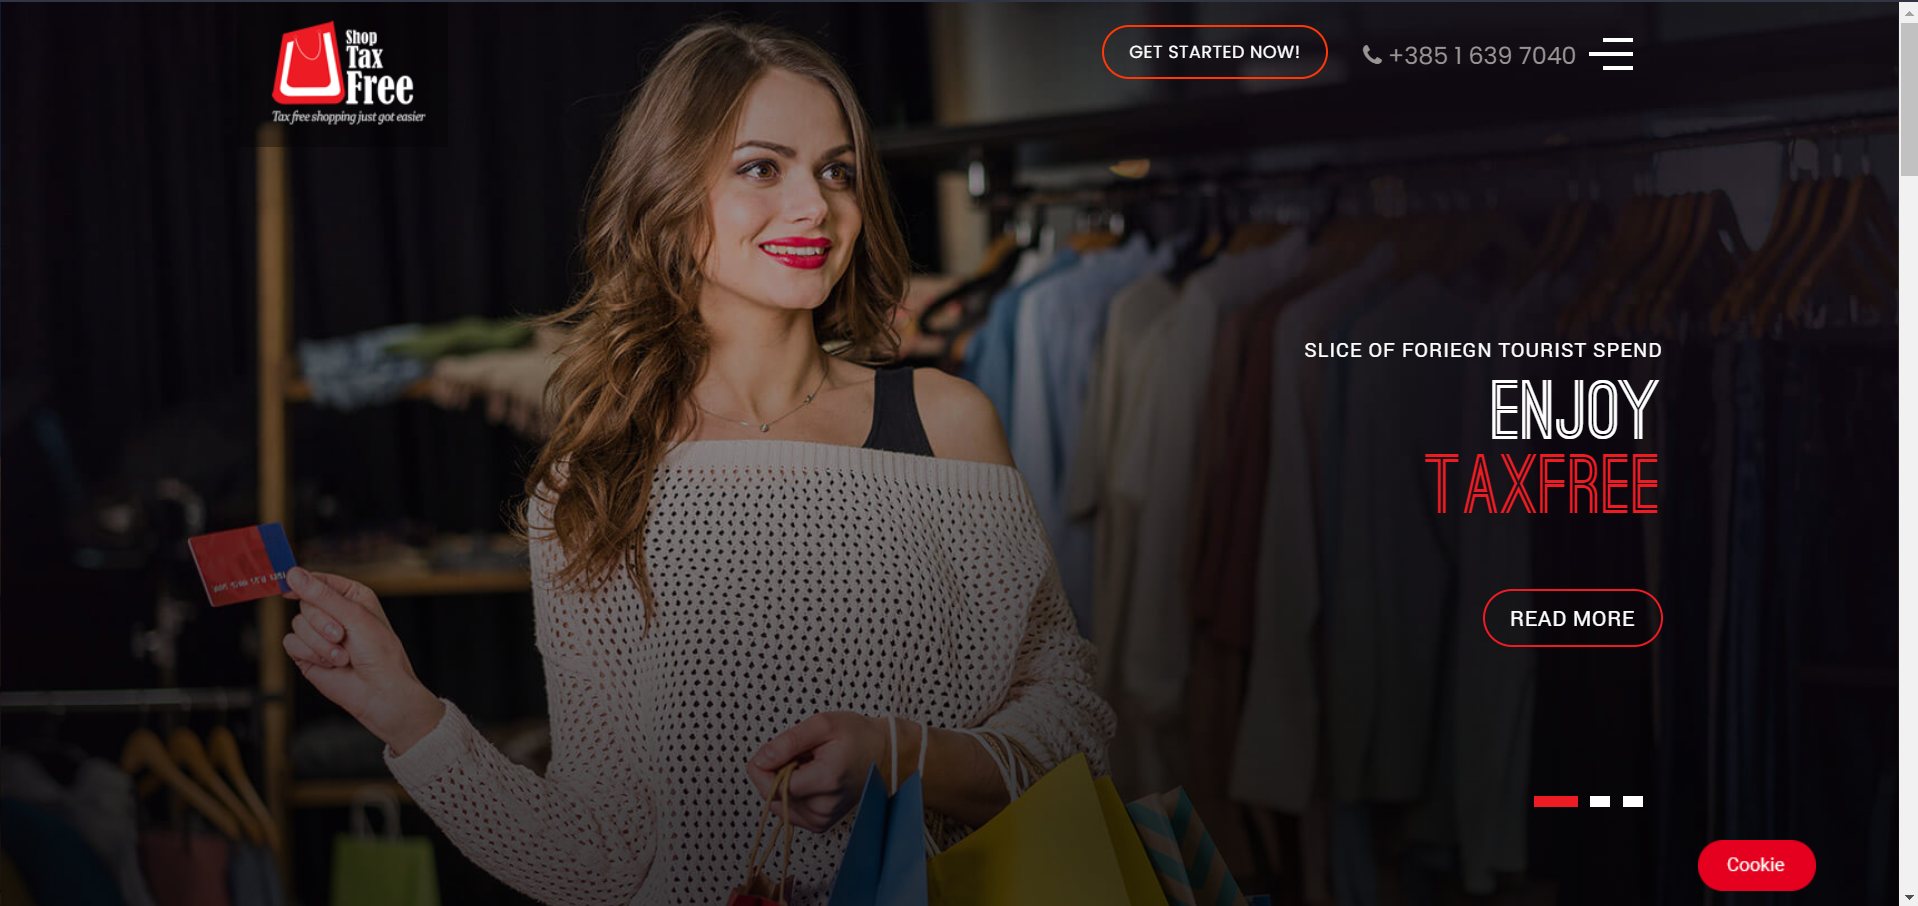 Shop
Tax
Free
Tax free shopping just got easier
GET STARTED NOW!
+385 1 639 7040
SLICE OF FORIEGN TOURIST SPEND
ENJOY
TAXFREE
READ MORE
Cookie